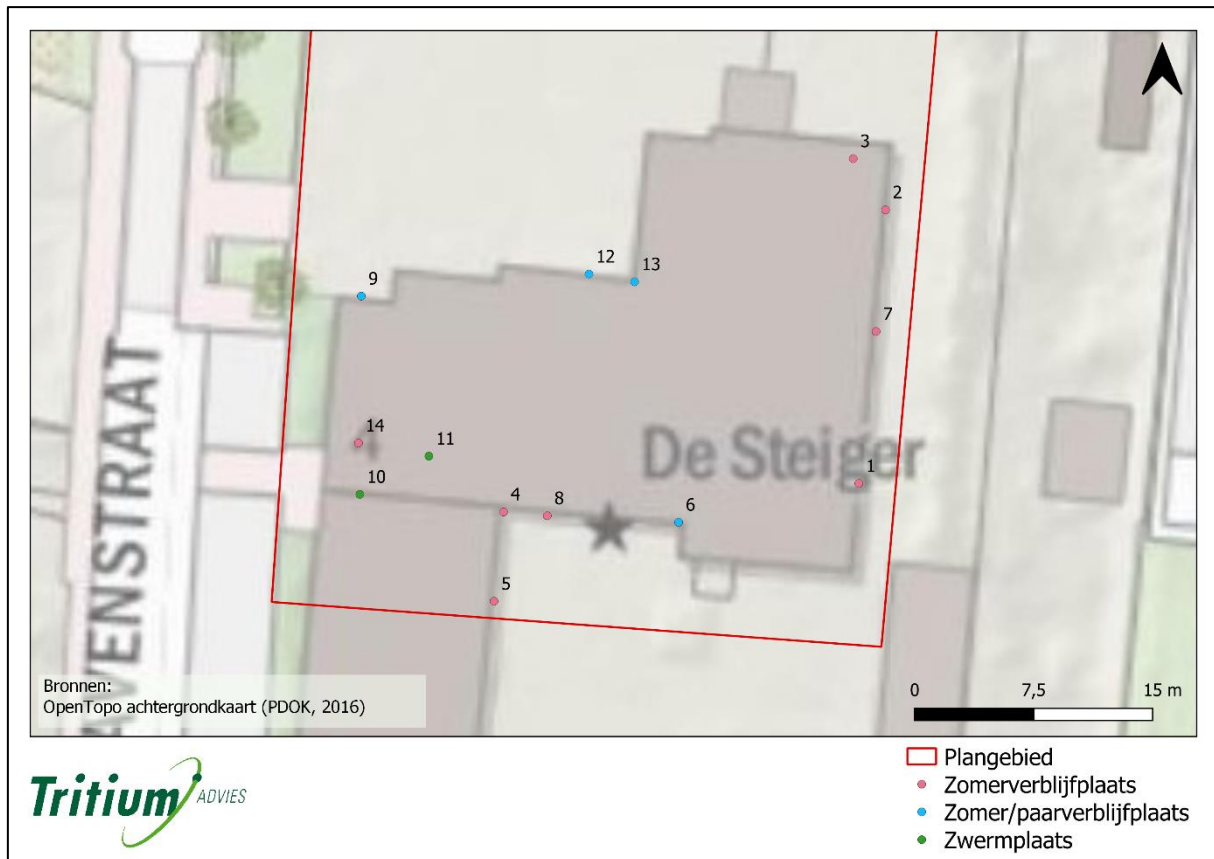 3
2
12
13
9
7
AVENSTRAAT
De Steiger
14
11
1
10
4
8
6
5
Bronnen:
OpenTopo achtergrondkaart (PDOK, 2016)
0 7,5 15 m
Tritium ADVIES
Plangebied
Zomerverblijfplaats
Zomer/paarverblijfplaats
Zwermplaats